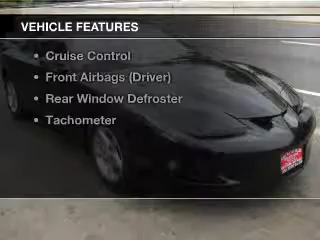 VEHICLE FEATURES
• Cruise Control
• Front Airbags (Driver)
• Rear Window Defroster
• Tachometer